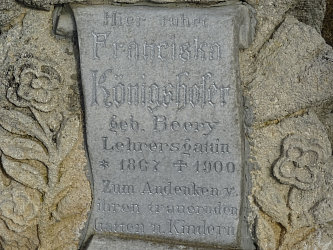 Hier ruhet
Franciska
Königshofer
geb. Beery
Lehrersgattin
* 1867 ✝ 1900
Zum Andenken v.
ihren trauernden
Gatten u. Kindern